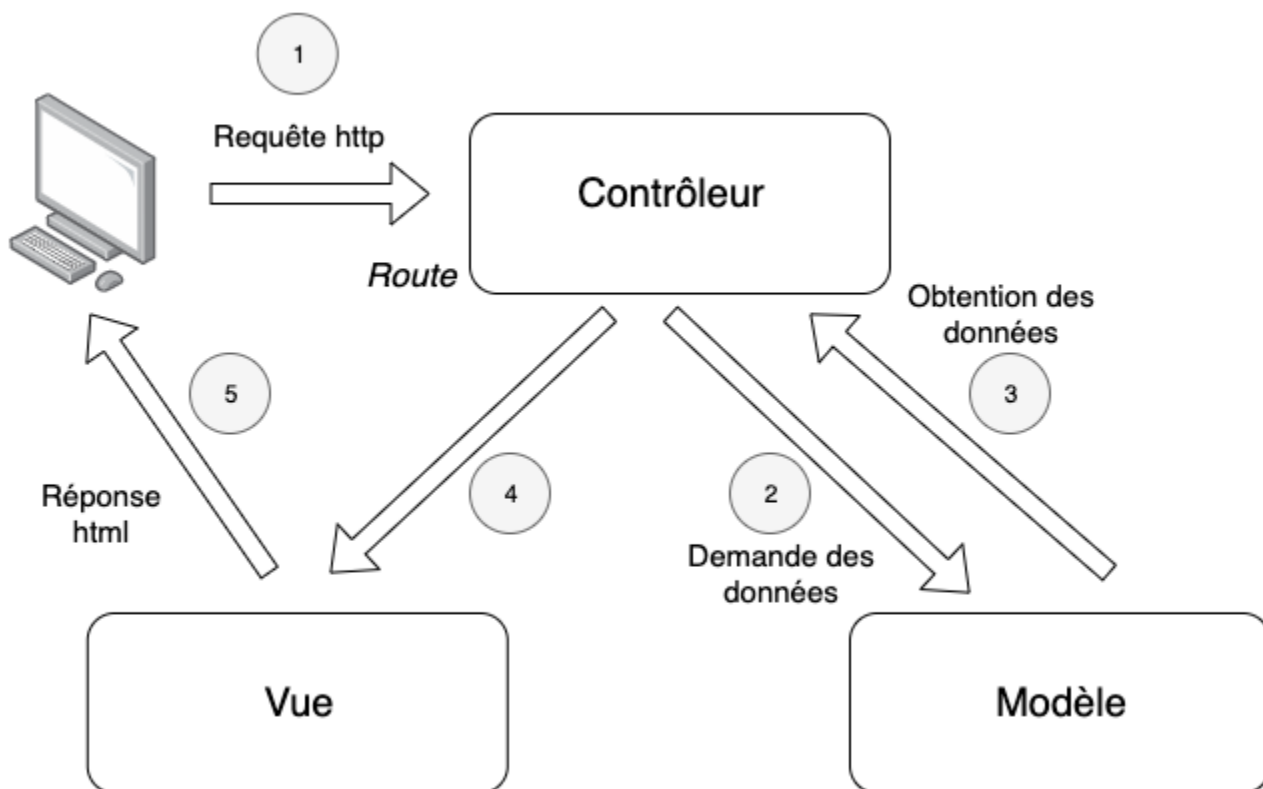 1
Requête http
Contrôleur
Route
Obtention des
données
3
5
4
2
Réponse
html
Demande des
données
Vue
Modèle